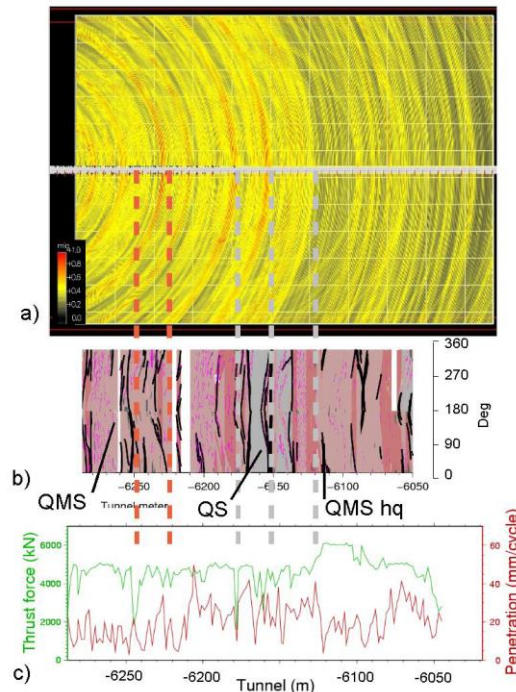 a)
+1.0
+0.8
+0.6
+0.4
+0.2
+0.0
360
270
180
90
0
Deg
b)
-6250
-6200
-6150
-6100
-6050
QMS
Tunnel meter
QS
QMS hq
Thrust force (kN)
6000
4000
2000
0
60
40
20
0
Penetration (mm/cycle)
-6250
-6200
-6150
-6100
-6050
c)
Tunnel (m)